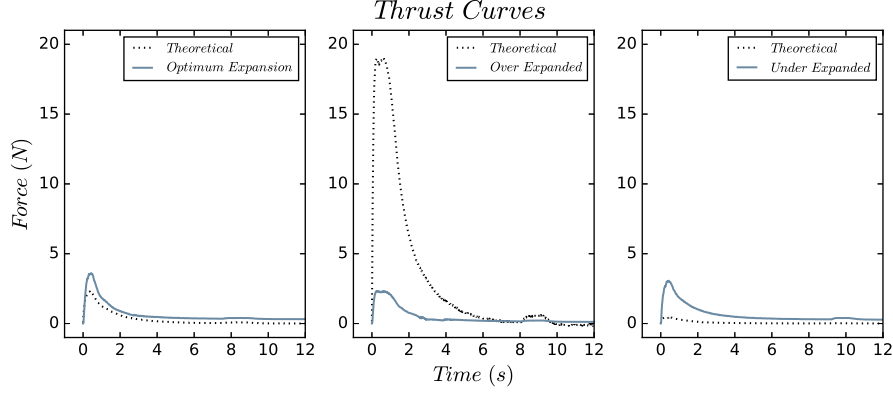 Thrust Curves
Force (N)
20
15
10
5
0
0 2 4 6 8 10 12
Theoretical
Optimum Expansion
20
15
10
5
0
0 2 4 6 8 10 12
Theoretical
Over Expanded
20
15
10
5
0
0 2 4 6 8 10 12
Theoretical
Under Expanded
Time (s)